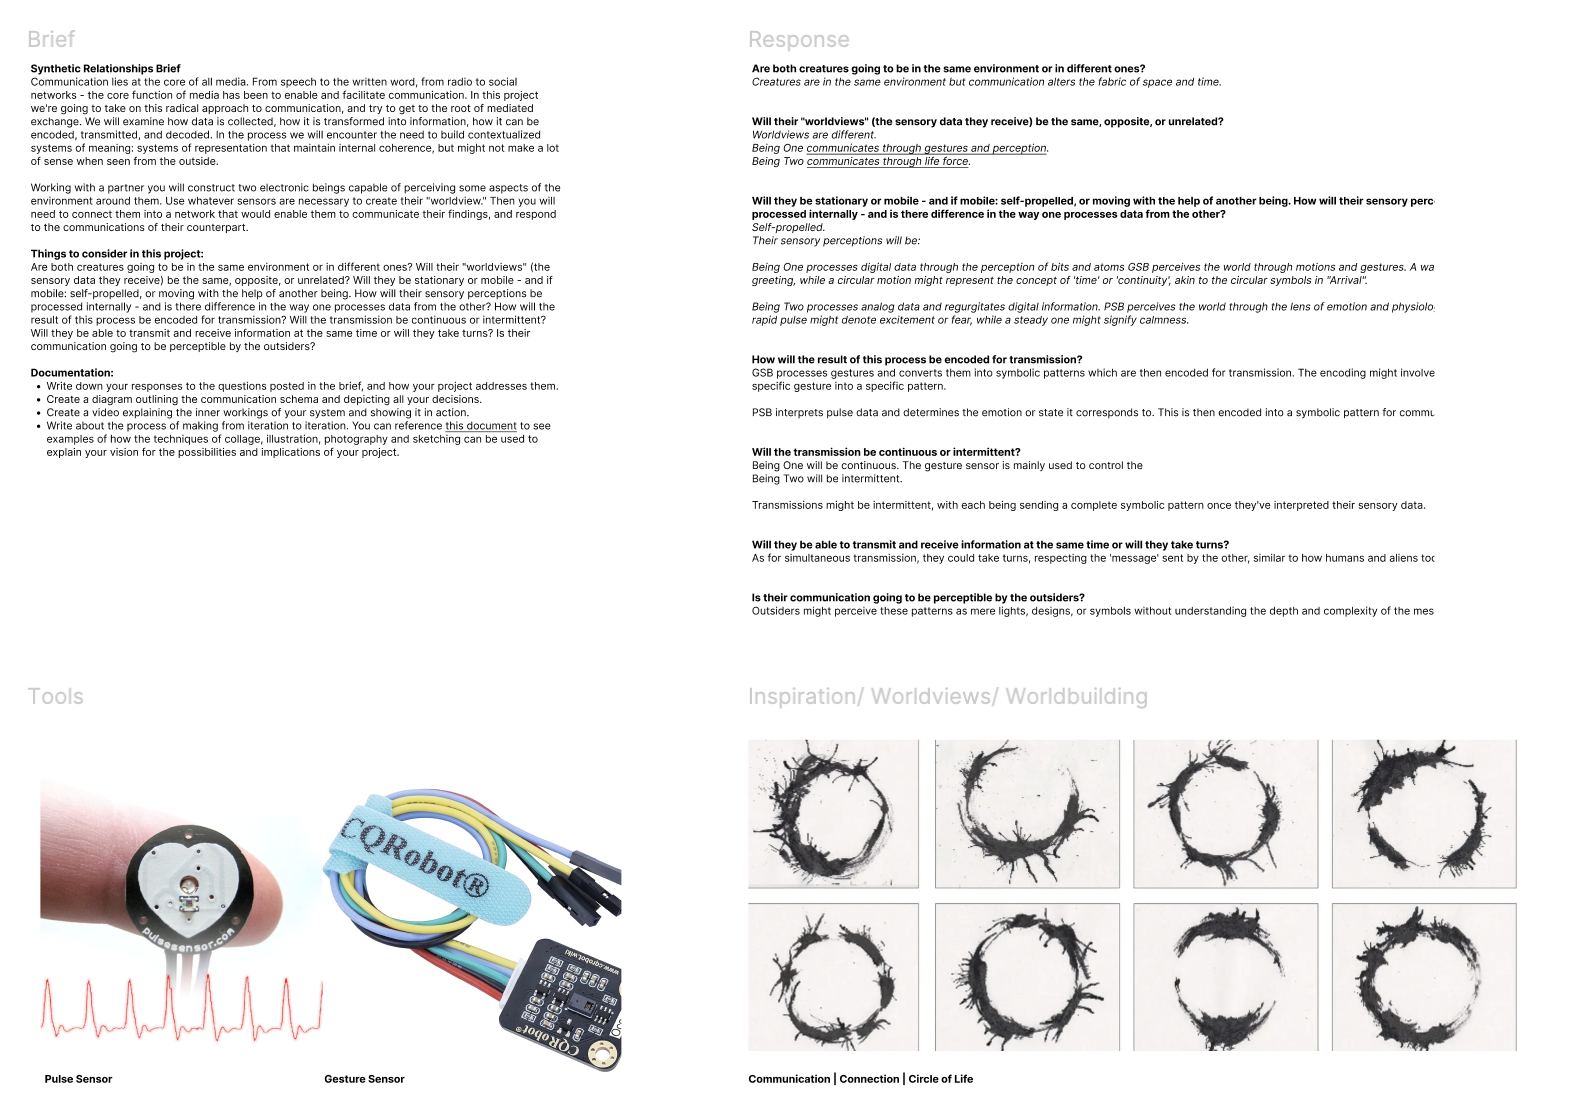 Brief
Synthetic Relationships Brief
Communication lies at the core of all media. From speech to the written word, from radio to social
networks - the core function of media has been to enable and facilitate communication. In this project
we're going to take on this radical approach to communication, and try to get to the root of mediated
exchange. We will examine how data is collected, how it is transformed into information, how it can be
encoded, transmitted, and decoded. In the process we will encounter the need to build contextualized
systems of meaning: systems of representation that maintain internal coherence, but might not make a lot
of sense when seen from the outside.
Working with a partner you will construct two electronic beings capable of perceiving some aspects of the
environment around them. Use whatever sensors are necessary to create their "worldview." Then you will
need to connect them into a network that would enable them to communicate their findings, and respond
to the communications of their counterpart.
Things to consider in this project:
Are both creatures going to be in the same environment or in different ones? Will their "worldviews" (the
sensory data they receive) be the same, opposite, or unrelated? Will they be stationary or mobile - and if
mobile: self-propelled, or moving with the help of another being. How will their sensory perceptions be
processed internally - and is there difference in the way one processes data from the other? How will the
result of this process be encoded for transmission? Will the transmission be continuous or intermittent?
Will they be able to transmit and receive information at the same time or will they take turns? Is their
communication going to be perceptible by the outsiders?
Documentation:
• Write down your responses to the questions posted in the brief, and how your project addresses them.
• Create a diagram outlining the communication schema and depicting all your decisions.
• Create a video explaining the inner workings of your system and showing it in action.
• Write about the process of making from iteration to iteration. You can reference this document to see
examples of how the techniques of collage, illustration, photography and sketching can be used to
explain your vision for the possibilities and implications of your project.
Response
Are both creatures going to be in the same environment or in different ones?
Creatures are in the same environment but communication alters the fabric of space and time.
Will their "worldviews" (the sensory data they receive) be the same, opposite, or unrelated?
Worldviews are different.
Being One communicates through gestures and perception.
Being Two communicates through life force.
Will they be stationary or mobile - and if mobile: self-propelled, or moving with the help of another being. How will their sensory perc
processed internally - and is there difference in the way one processes data from the other?
Self-propelled.
Their sensory perceptions will be:
Being One processes digital data through the perception of bits and atoms GSB perceives the world through motions and gestures. A wa
greeting, while a circular motion might represent the concept of 'time' or 'continuity', akin to the circular symbols in "Arrival".
Being Two processes analog data and regurgitates digital information. PSB perceives the world through the lens of emotion and physiolo
rapid pulse might denote excitement or fear, while a steady one might signify calmness.
How will the result of this process be encoded for transmission?
GSB processes gestures and converts them into symbolic patterns which are then encoded for transmission. The encoding might involve
specific gesture into a specific pattern.
PSB interprets pulse data and determines the emotion or state it corresponds to. This is then encoded into a symbolic pattern for commu
Will the transmission be continuous or intermittent?
Being One will be continuous. The gesture sensor is mainly used to control the
Being Two will be intermittent.
Transmissions might be intermittent, with each being sending a complete symbolic pattern once they've interpreted their sensory data.
Will they be able to transmit and receive information at the same time or will they take turns?
As for simultaneous transmission, they could take turns, respecting the 'message' sent by the other, similar to how humans and aliens too
Is their communication going to be perceptible by the outsiders?
Outsiders might perceive these patterns as mere lights, designs, or symbols without understanding the depth and complexity of the mes
Tools
pulsesensor.com
CQRobot®
www.cqrobot.wiki
CQRobot®
Pulse Sensor
Gesture Sensor
Inspiration/ Worldviews/ Worldbuilding
Communication | Connection | Circle of Life